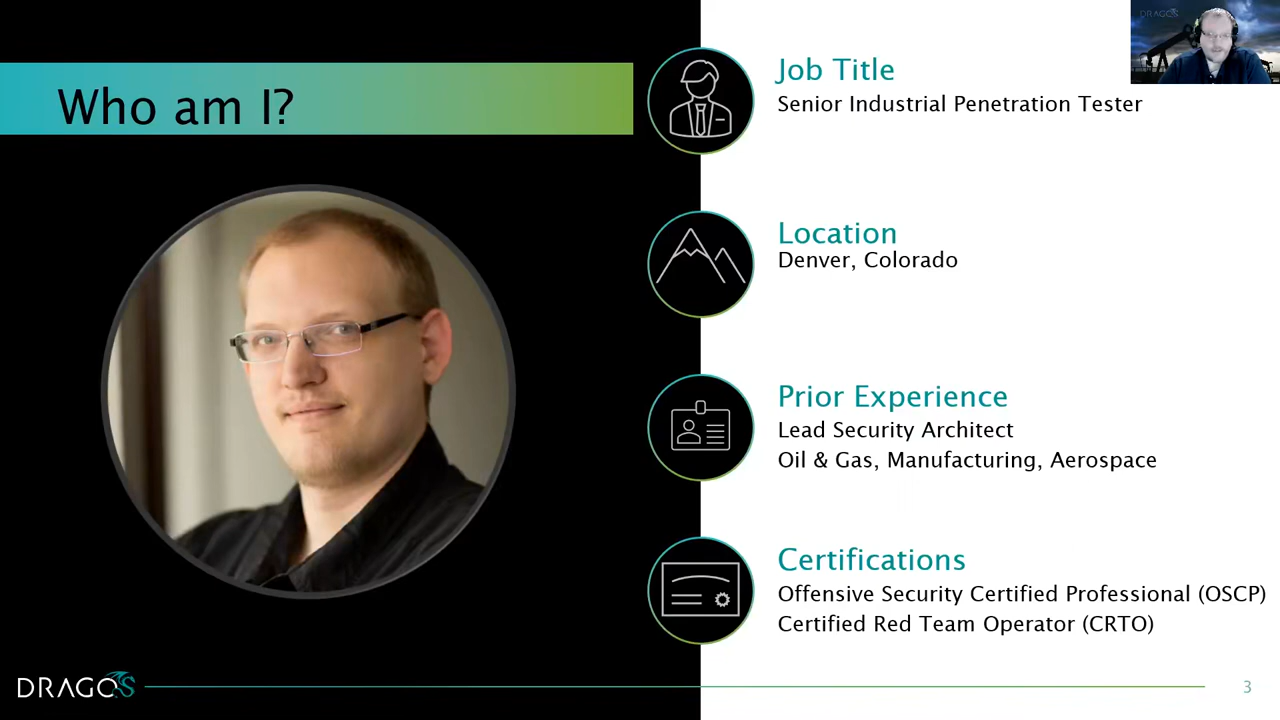 Who am I?
DRAGOS
Job Title
Senior Industrial Penetration Tester
Location
Denver, Colorado
Prior Experience
Lead Security Architect
Oil & Gas, Manufacturing, Aerospace
Certifications
Offensive Security Certified Professional (OSCP)
Certified Red Team Operator (CRTO)
DRAGOS
3